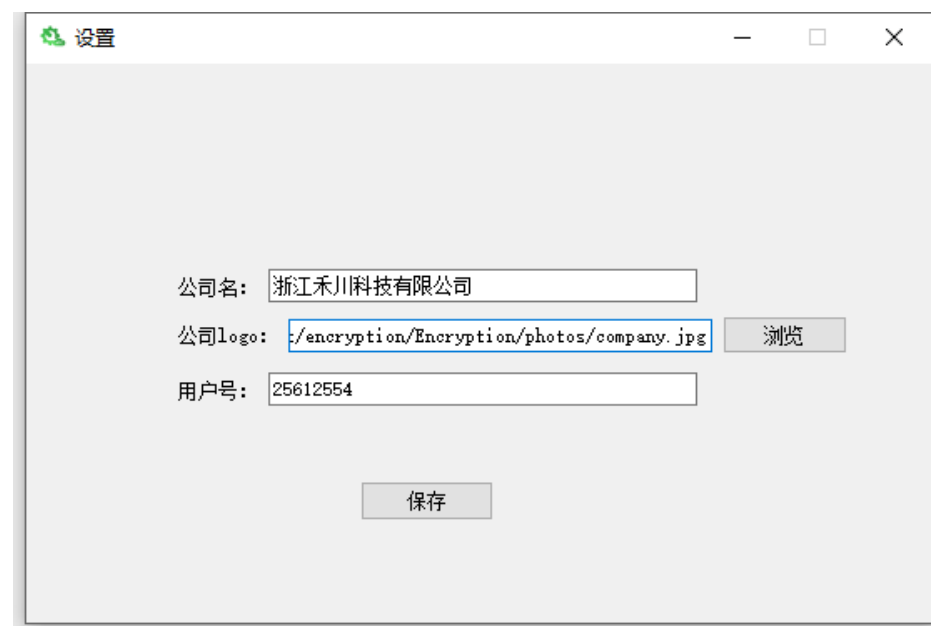 设置
公司名： 浙江禾川科技有限公司
公司logo： :/encryption/Encryption/photos/company.jpg 浏览
用户号： 25612554
保存